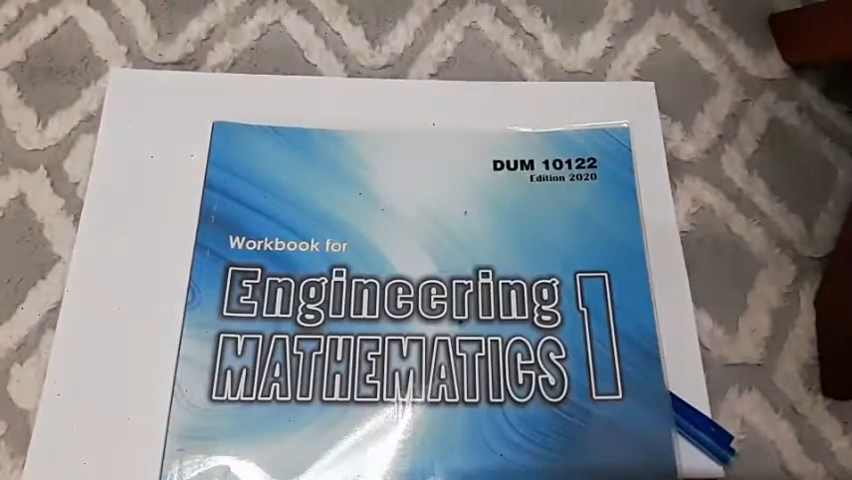 DUM 10122
Edition 2020
Workbook for
Engineering
MATHEMATICS 1